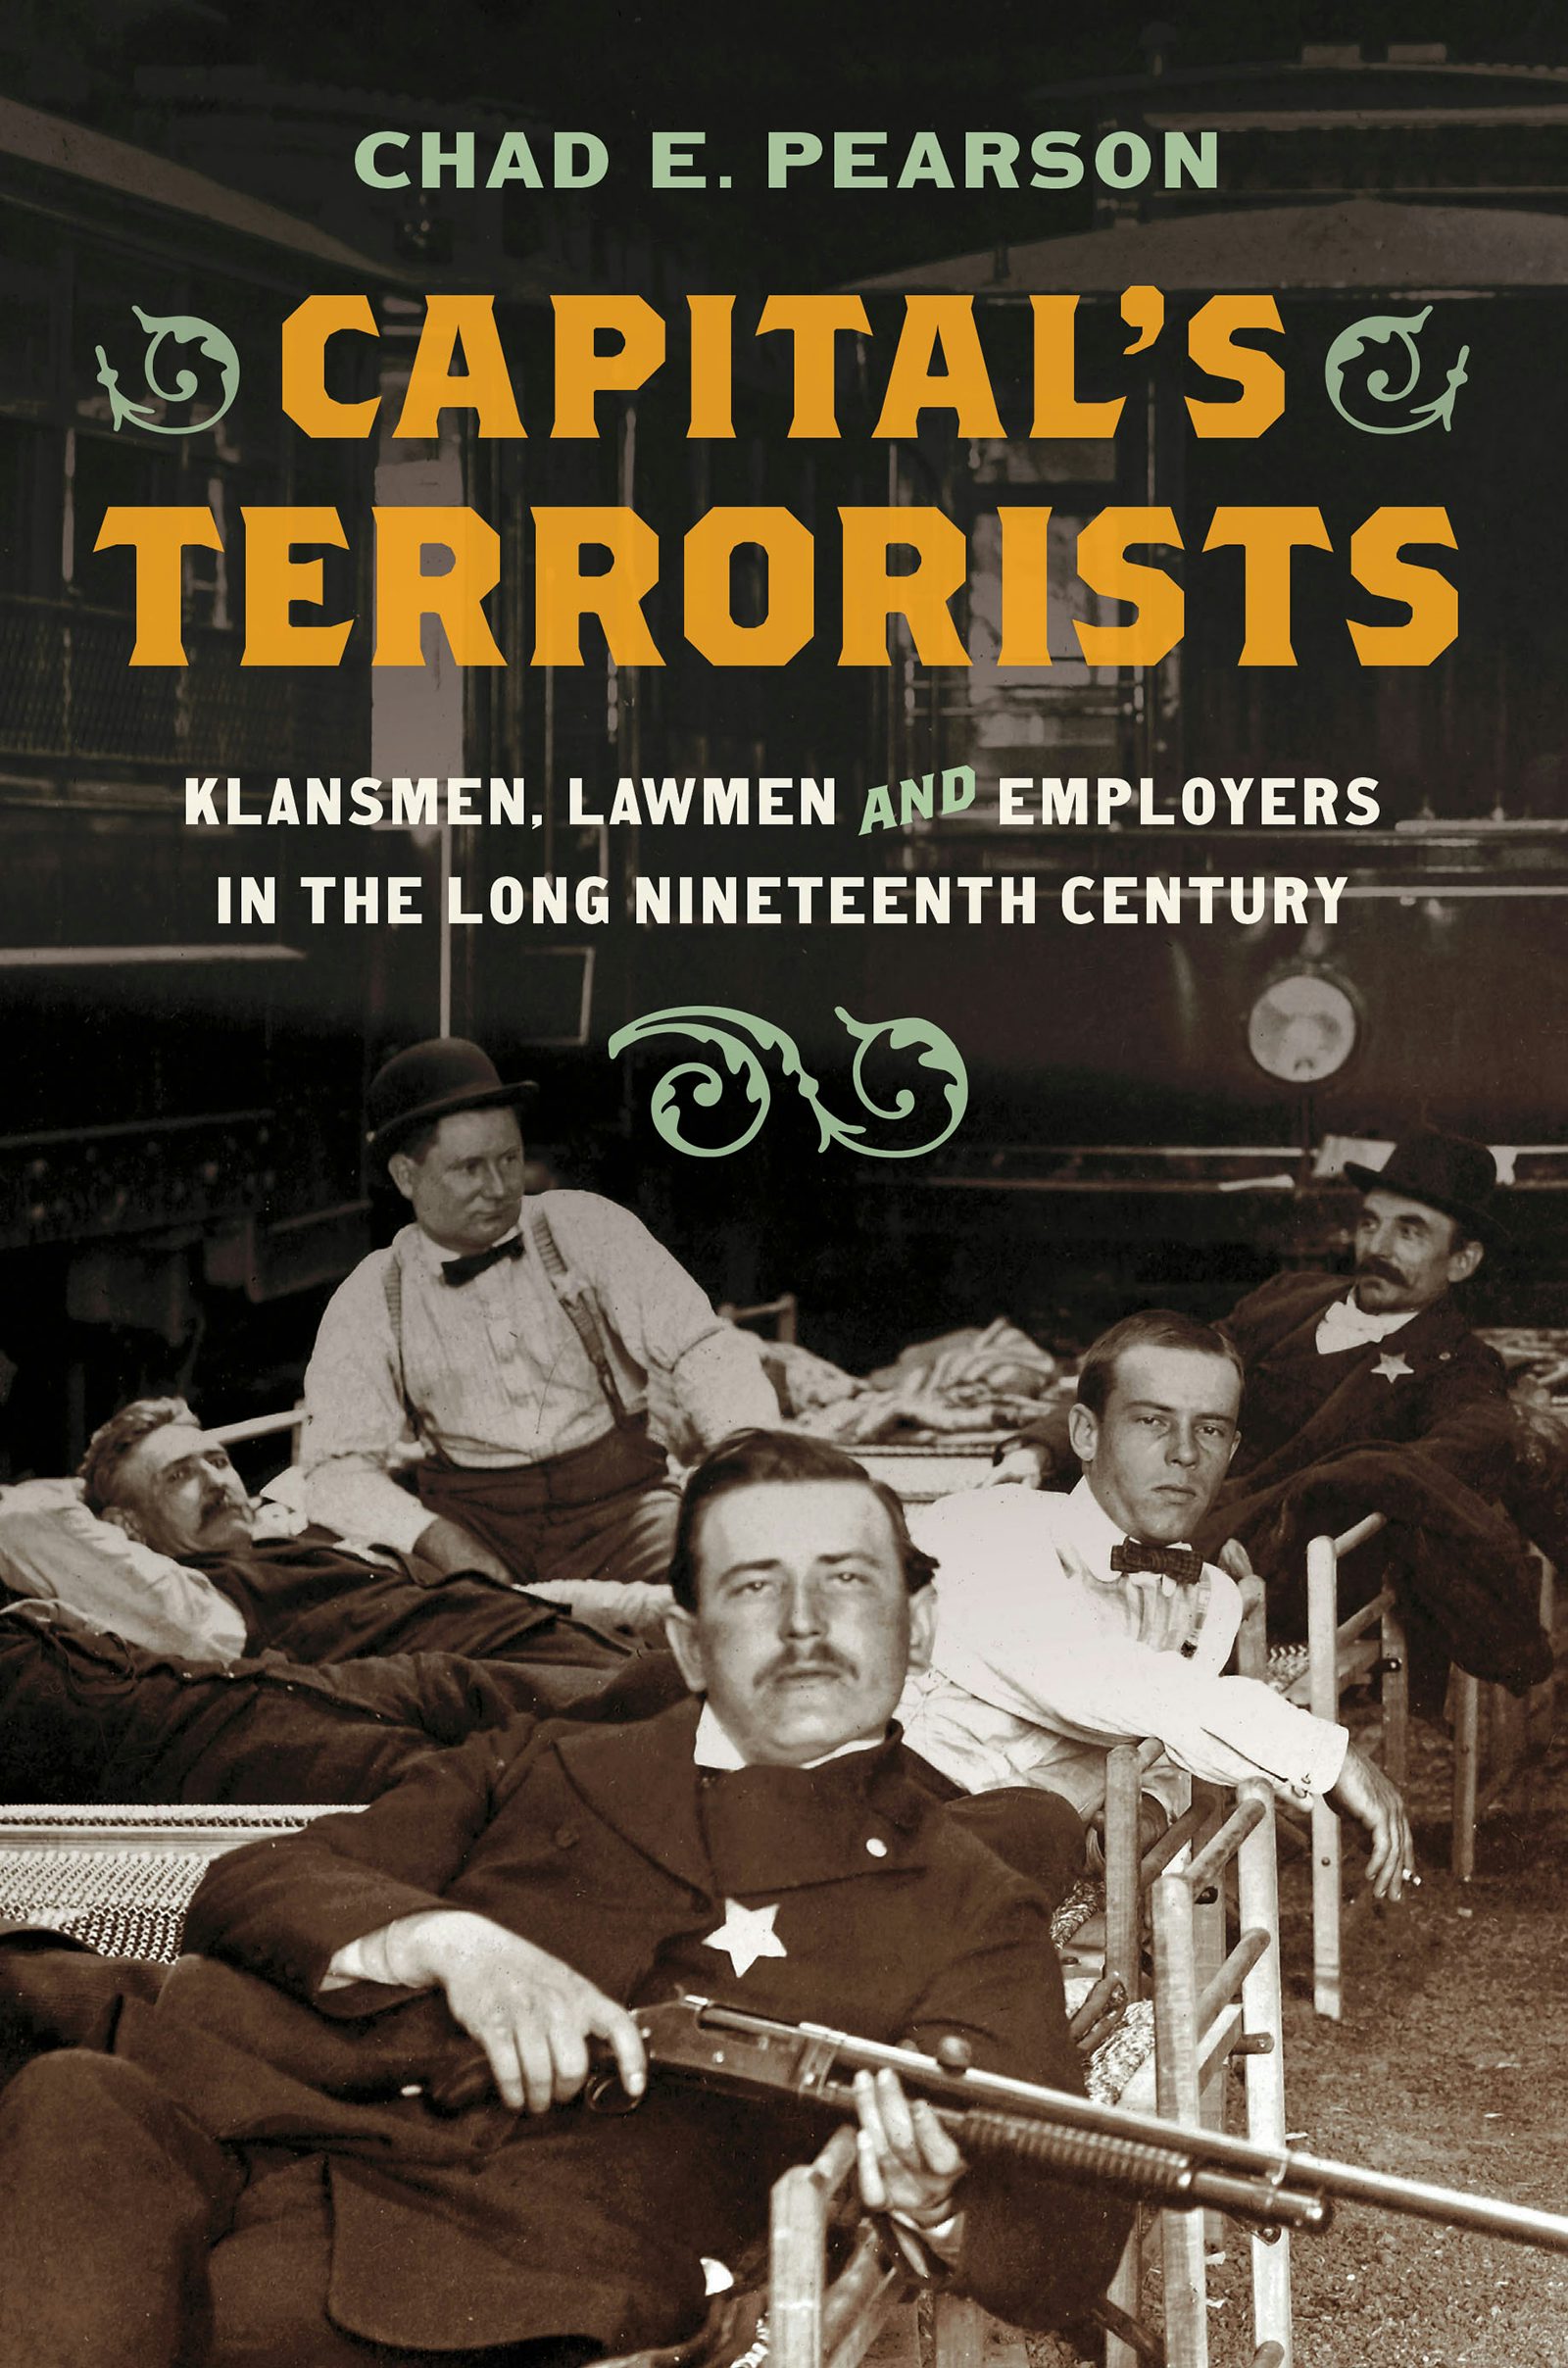 CHAD E. PEARSON
CAPITAL’S
TERRORISTS
KLANSMEN, LAWMEN AND EMPLOYERS
IN THE LONG NINETEENTH CENTURY